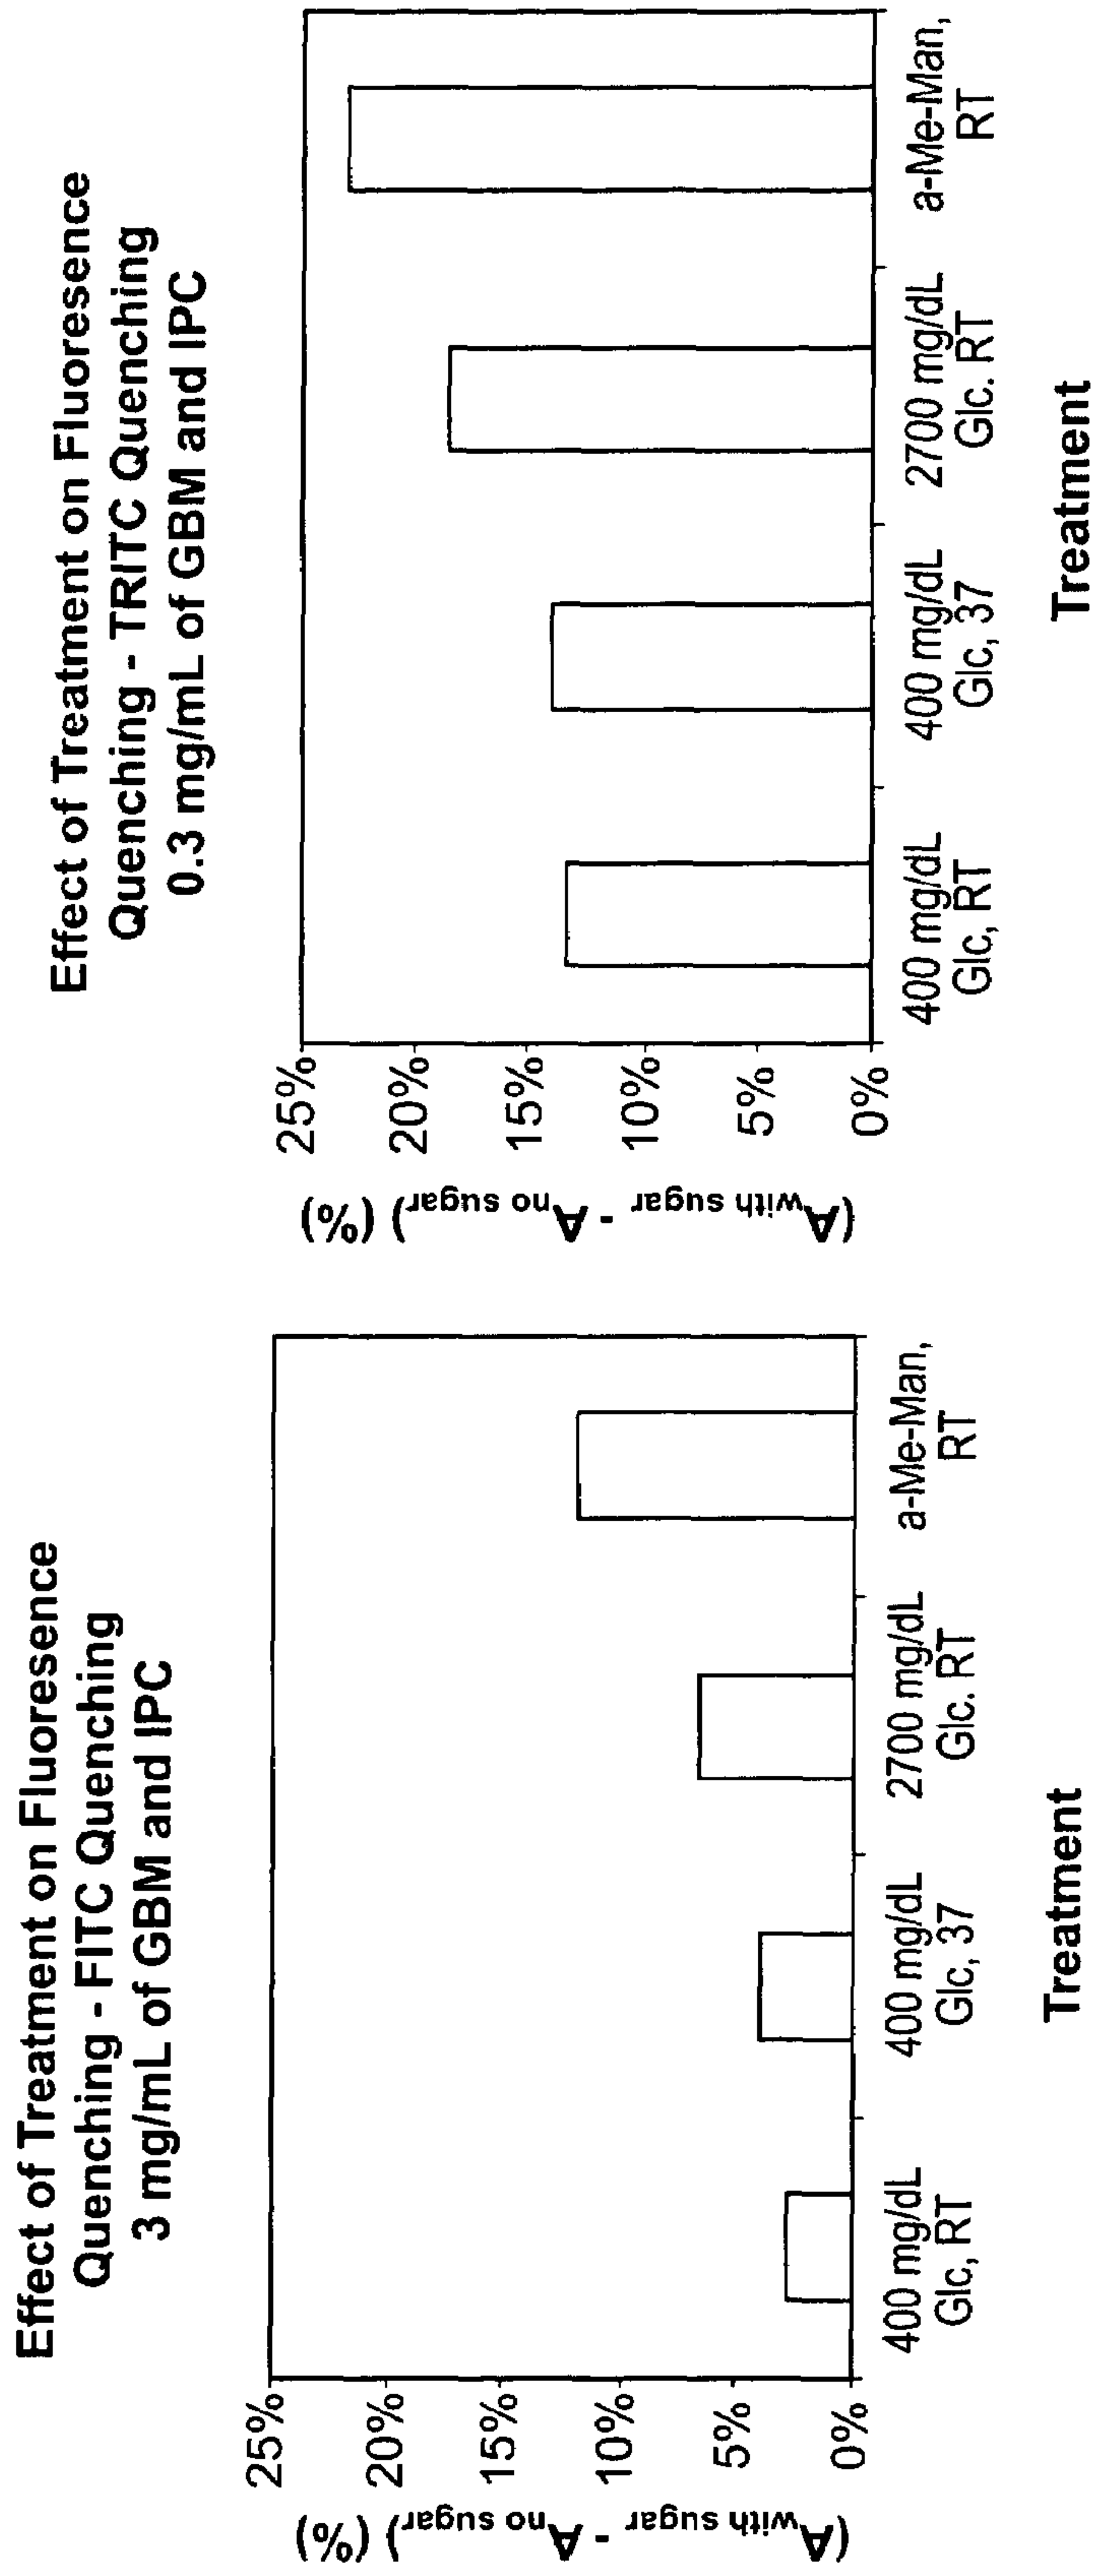 Effect of Treatment on Fluoresence
Quenching - FITC Quenching
3 mg/mL of GBM and IPC
25%
20%
15%
10%
5%
0%
(Awith sugar - Ano sugar) (%)
400 mg/dL
Glc, RT
400 mg/dL
Glc, 37
2700 mg/dL
Glc. RT
a-Me-Man,
RT
Treatment
Effect of Treatment on Fluoresence
Quenching - TRITC Quenching
0.3 mg/mL of GBM and IPC
25%
20%
15%
10%
5%
0%
(Awith sugar - Ano sugar) (%)
400 mg/dL
Glc, RT
400 mg/dL
Glc, 37
2700 mg/dL
Glc. RT
a-Me-Man,
RT
Treatment